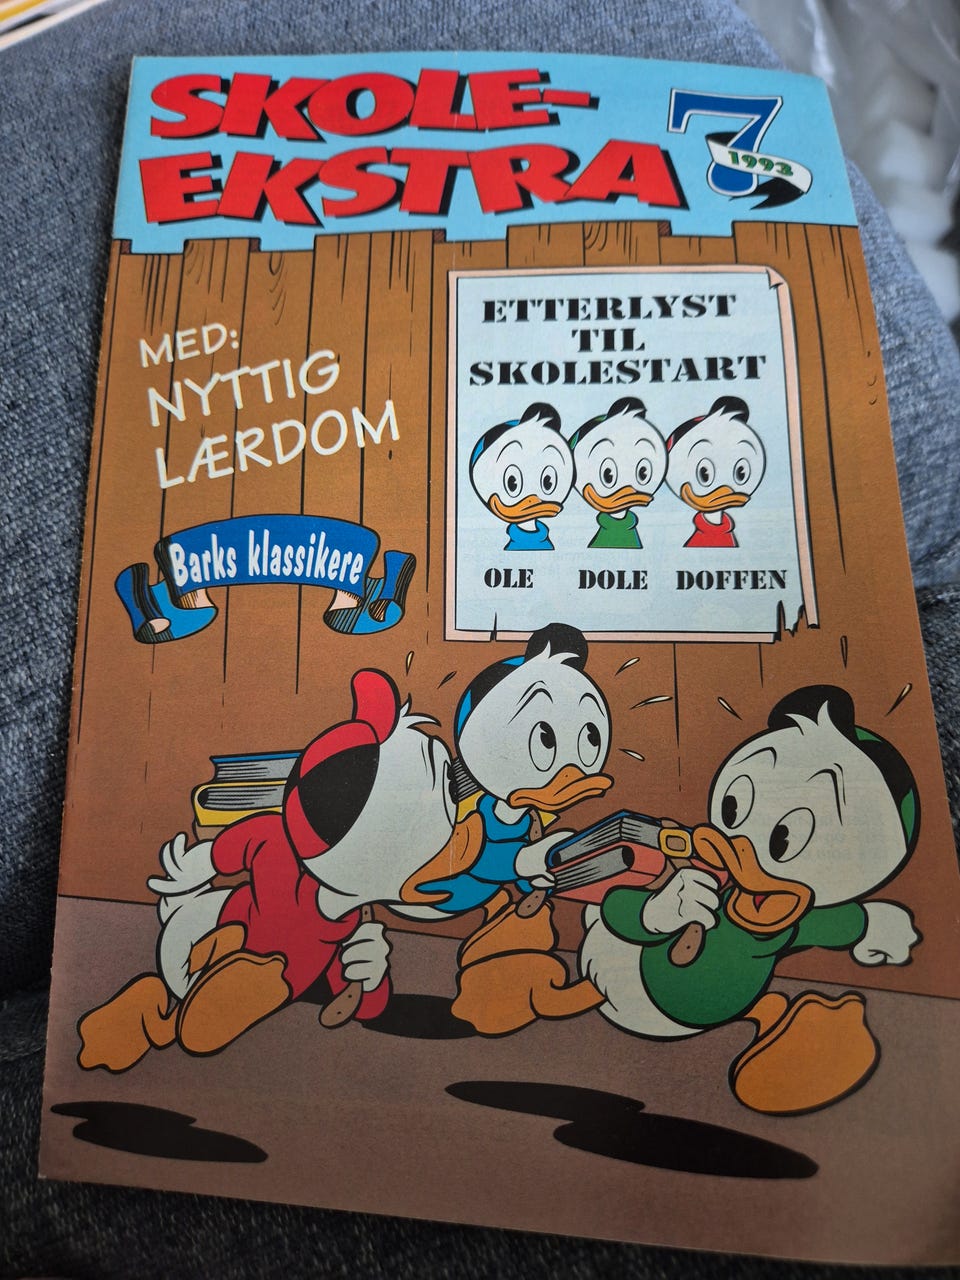 SKOLE-
EKSTRA
7
1993
MED:
NYTTIG
LÆRDOM
Barks klassikere
ETTERLYST
TIL
SKOLESTART
OLE DOLE DOFFEN